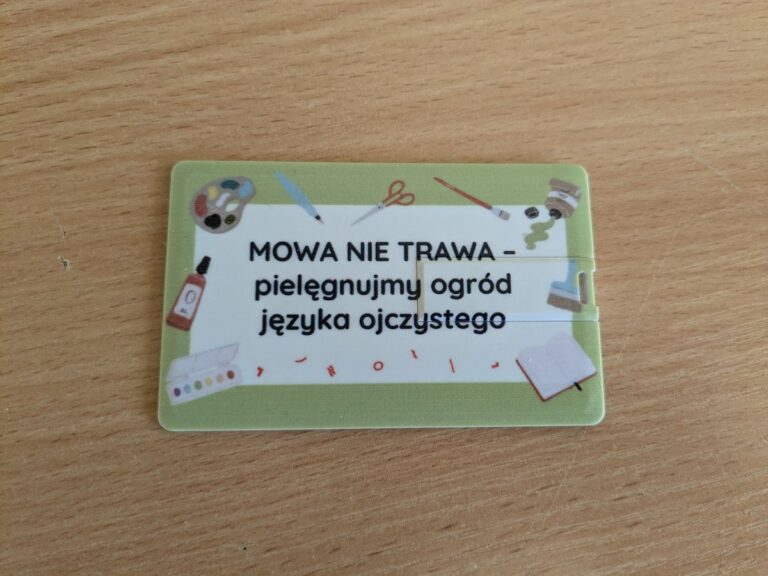 MOWA NIE TRAWA –
pielęgnujmy ogród
języka ojczystego